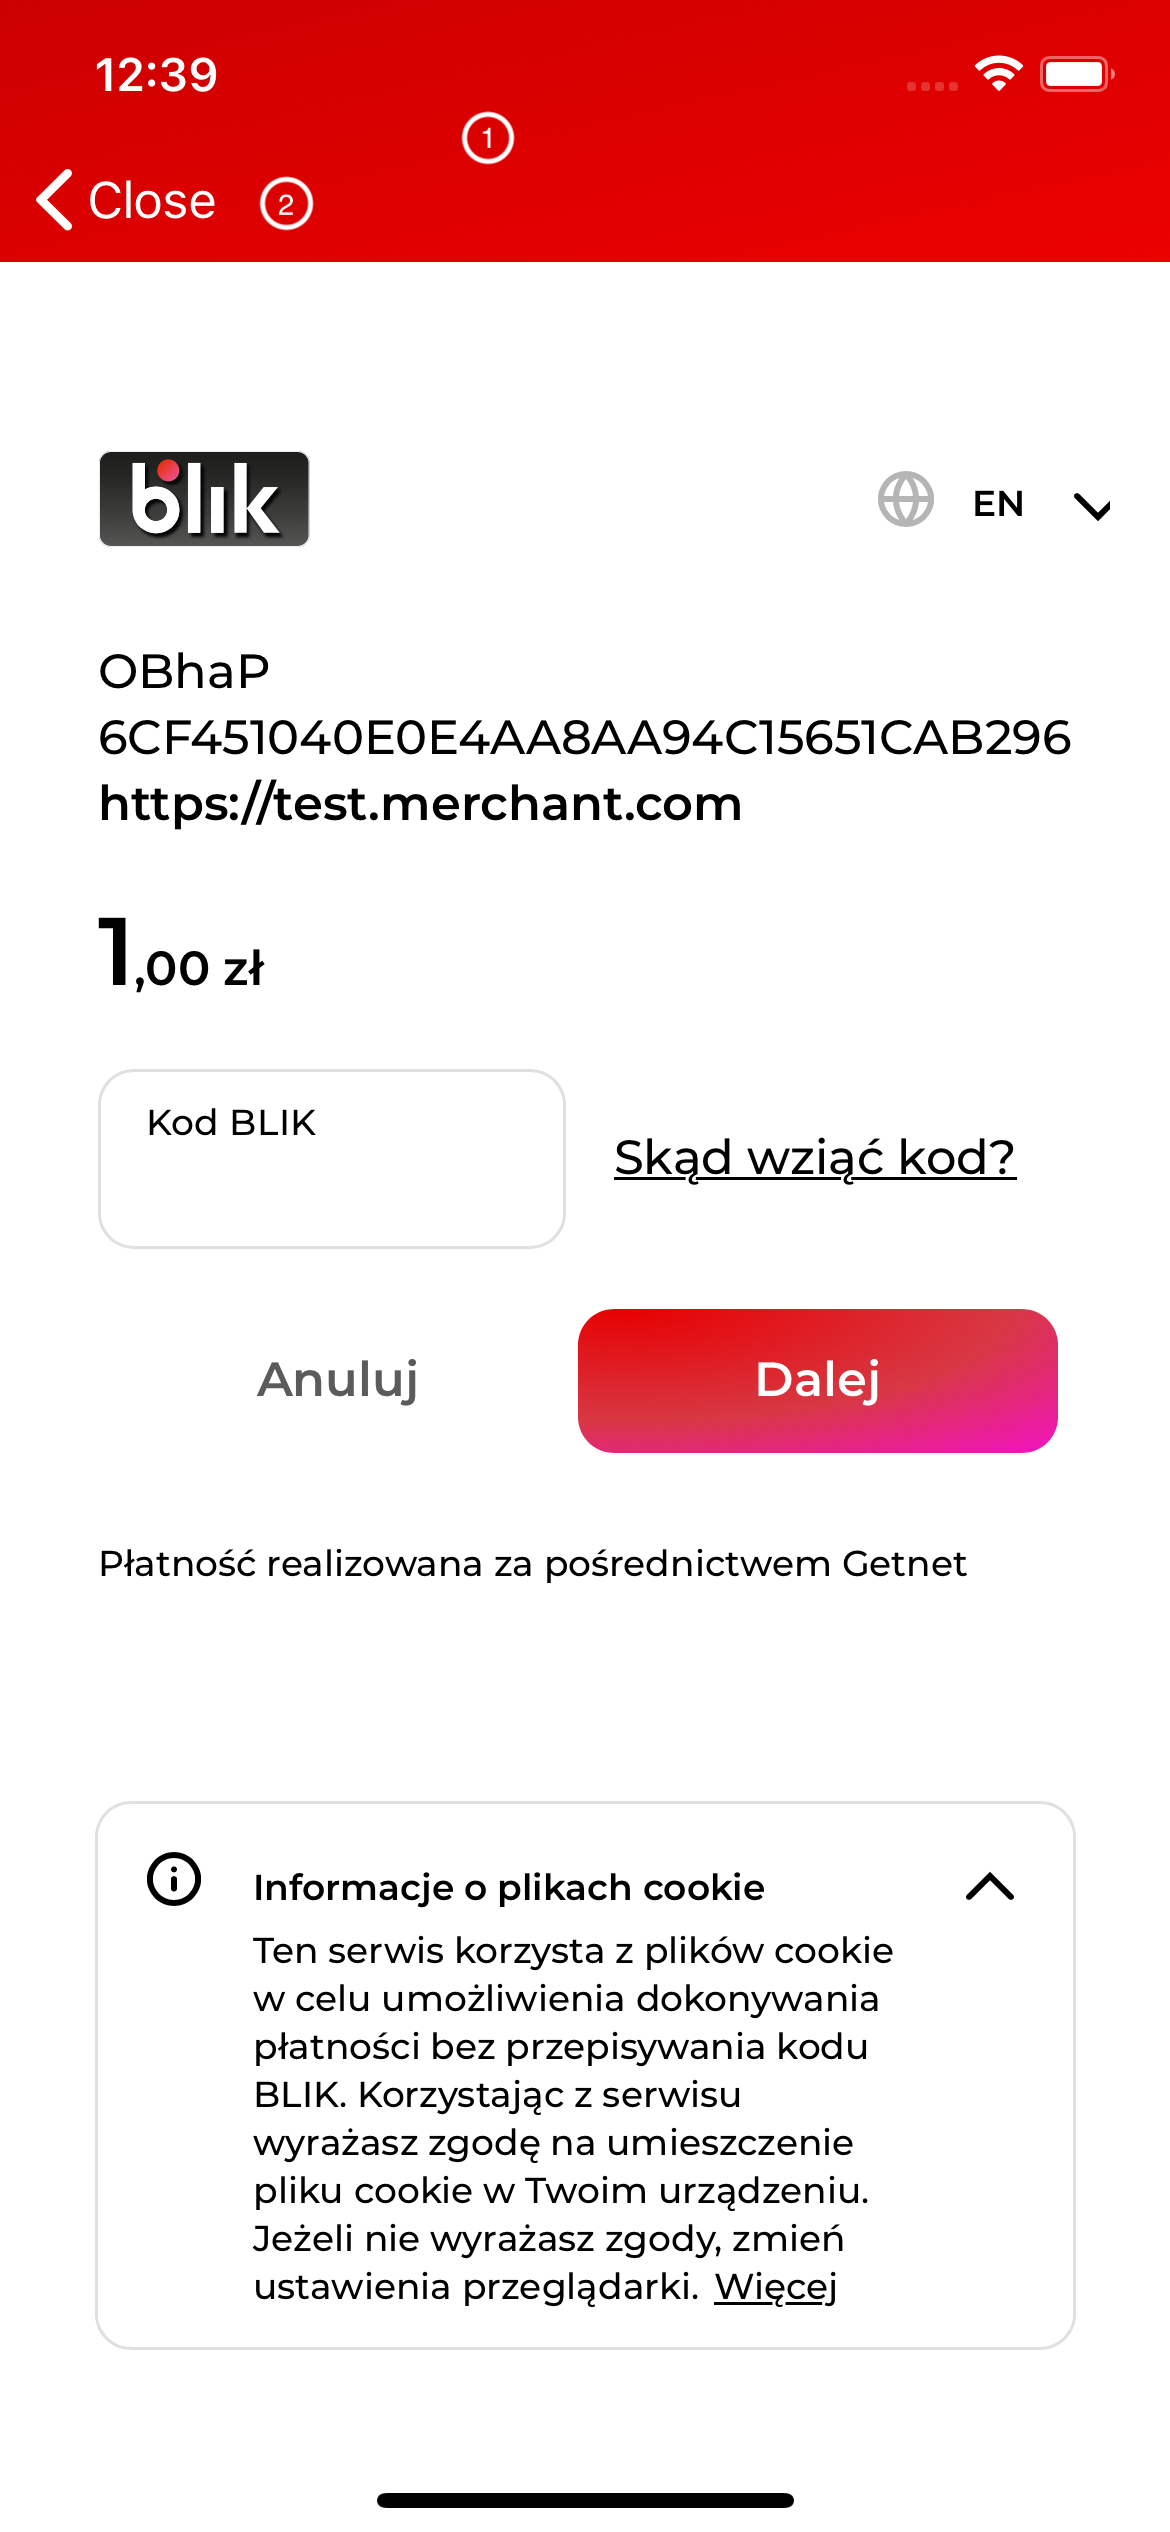 12:39
1
Close 2
blik
EN
OBhaP
6CF451040E0E4AA8AA94C15651CAB296
https://test.merchant.com
1,00 zł
Kod BLIK
Skąd wziąć kod?
Anuluj
Dalej
Płatność realizowana za pośrednictwem Getnet
Informacje o plikach cookie
Ten serwis korzysta z plików cookie
w celu umożliwienia dokonywania
płatności bez przepisywania kodu
BLIK. Korzystając z serwisu
wyrażasz zgodę na umieszczenie
pliku cookie w Twoim urządzeniu.
Jeżeli nie wyrażasz zgody, zmień
ustawienia przeglądarki. Więcej